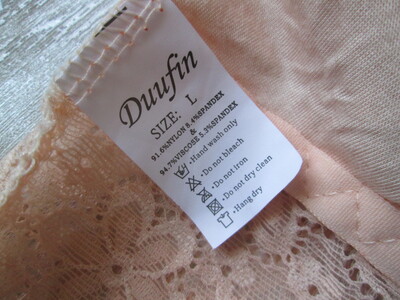 Duufin
SIZE: L
91.6%NYLON 8.4%SPANDEX
&
94.7%VISCOSE 5.3%SPANDEX
·Hand wash only
·Do not bleach
·Do not iron
·Do not dry clean
·Hang dry